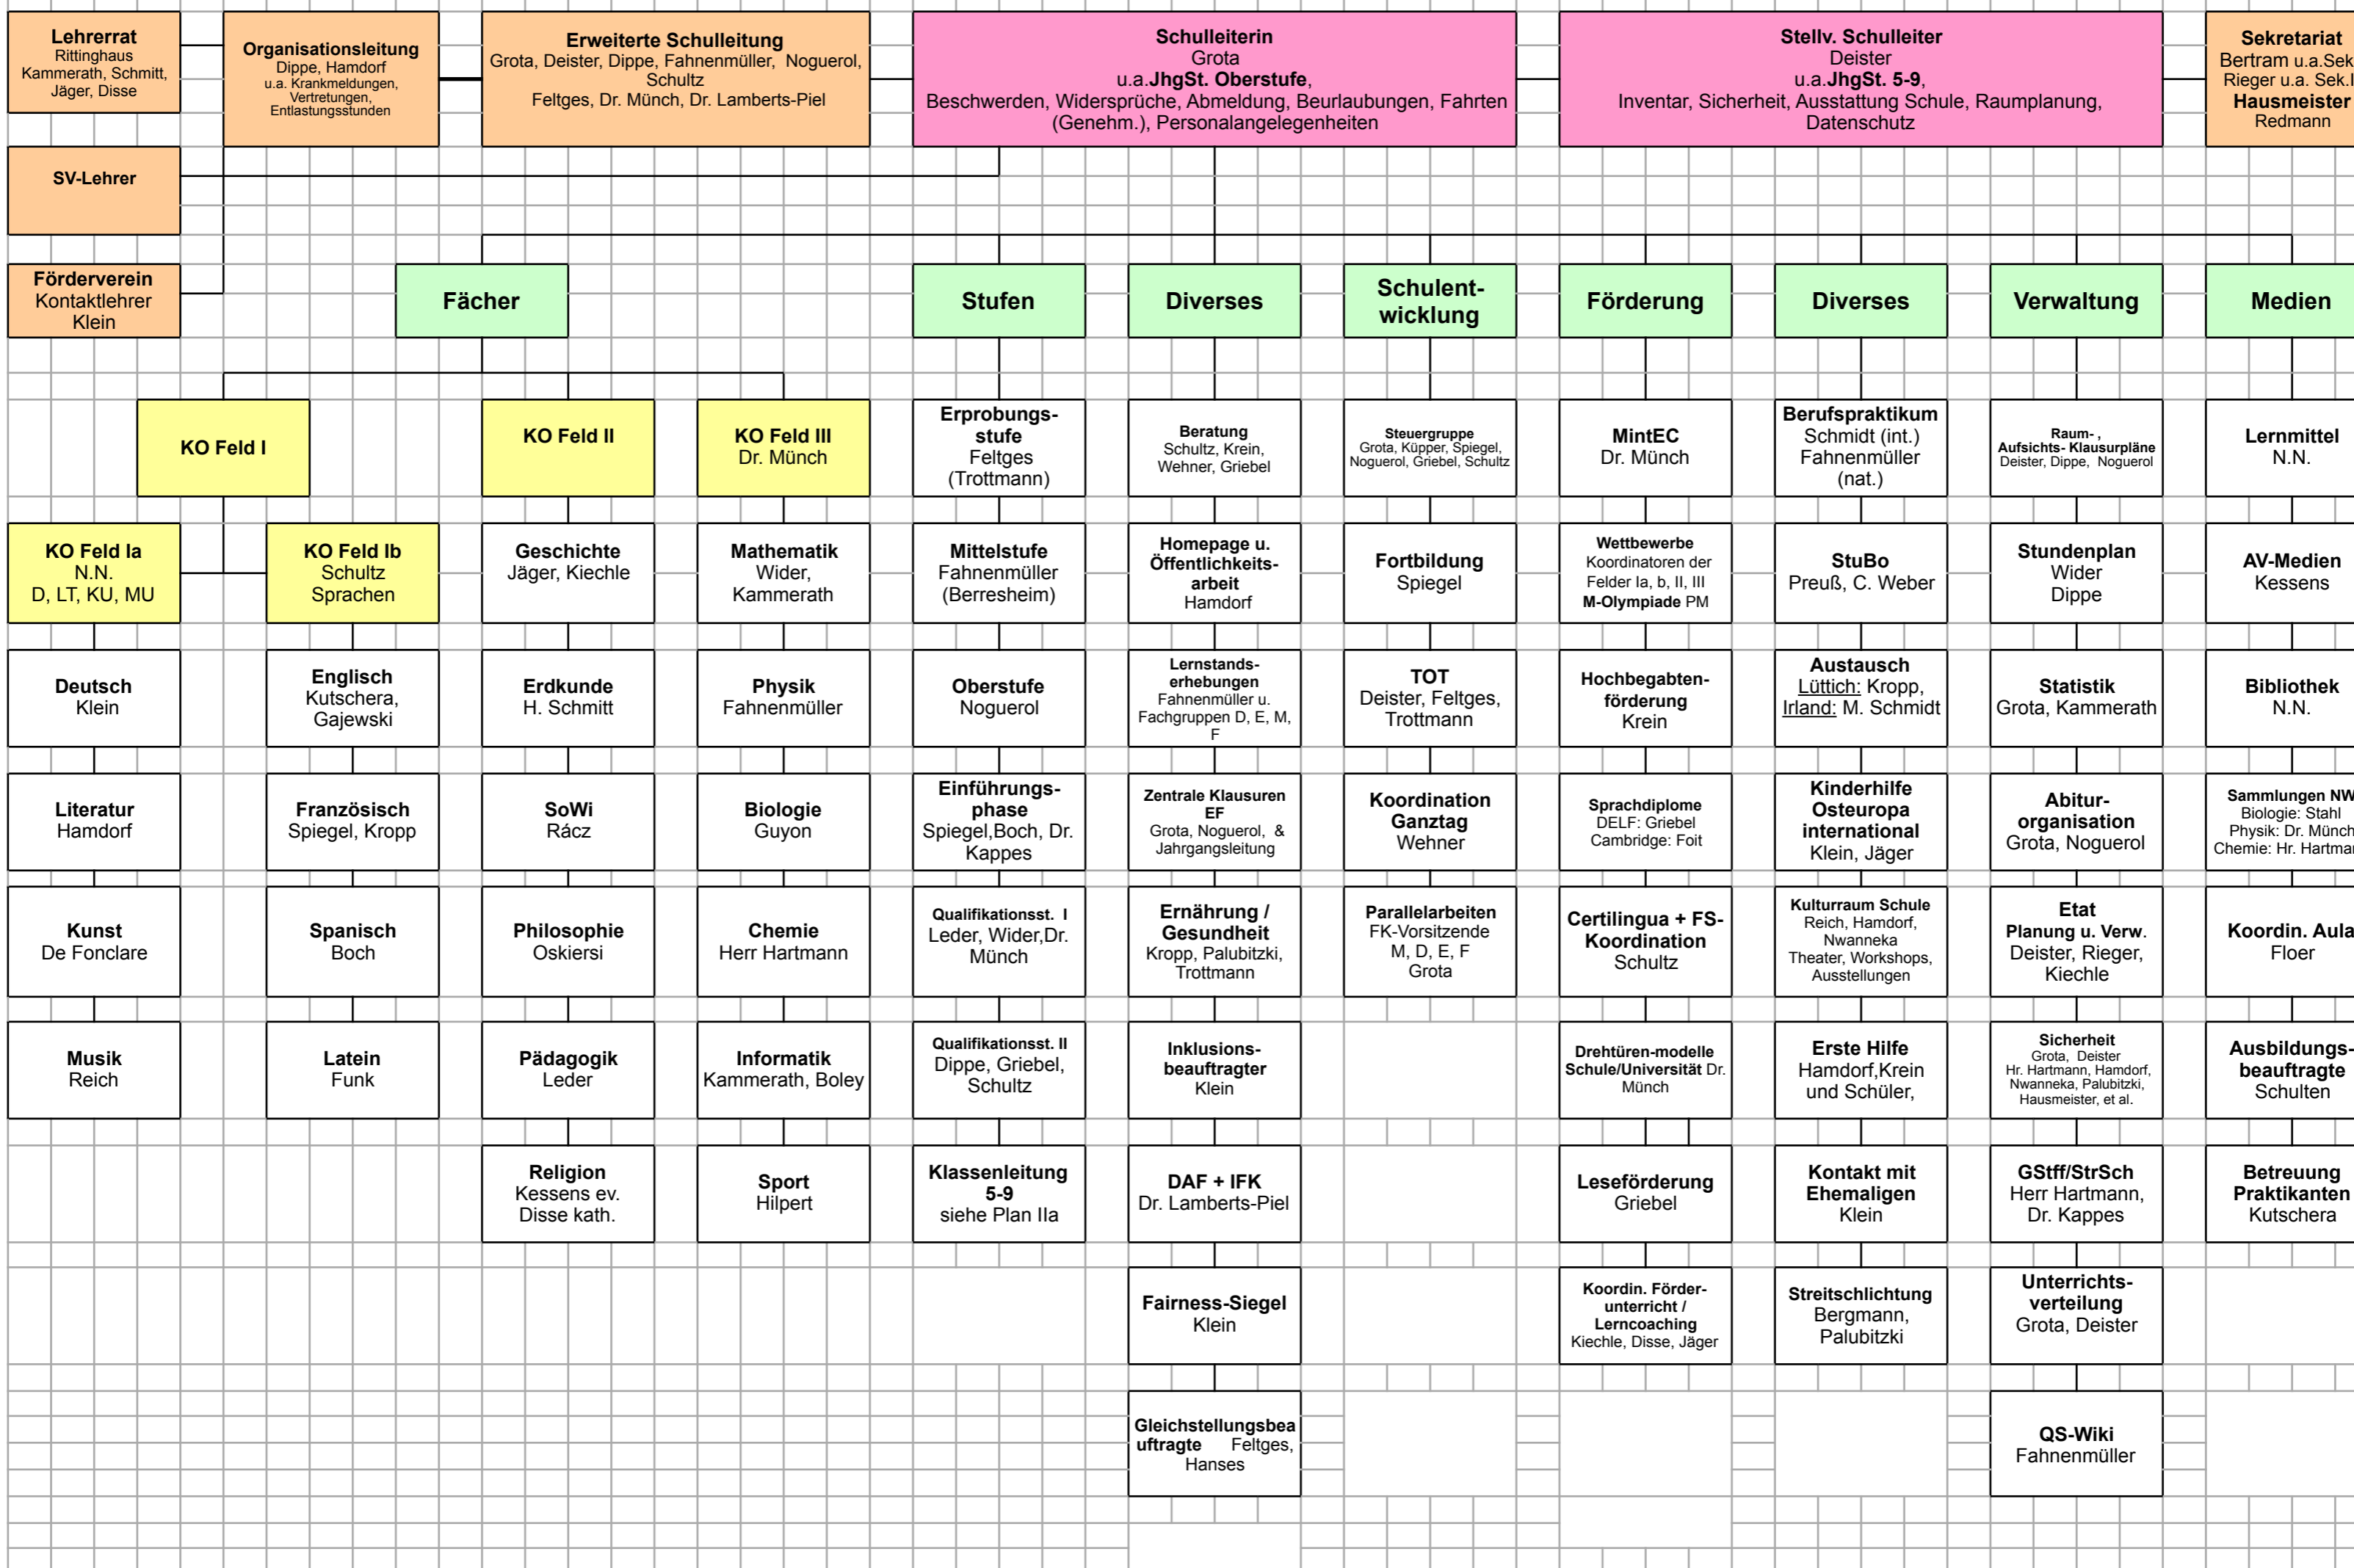 Lehrerrat
Rittinghaus
Kammerath, Schmitt,
Jäger, Disse
Organisationsleitung
Dippe, Hamdorf
u.a. Krankmeldungen,
Vertretungen,
Entlastungsstunden
Erweiterte Schulleitung
Grota, Deister, Dippe, Fahnenmüller, Noguerol,
Schultz
Feltges, Dr. Münch, Dr. Lamberts-Piel
Schulleiterin
Grota
u.a.JhgSt. Oberstufe,
Beschwerden, Widersprüche, Abmeldung, Beurlaubungen, Fahrten
(Genehm.), Personalangelegenheiten
Stellv. Schulleiter
Deister
u.a.JhgSt. 5-9,
Inventar, Sicherheit, Ausstattung Schule, Raumplanung,
Datenschutz
Sekretariat
Bertram u.a.Sek
Rieger u.a. Sek.I
Hausmeister
Redmann
SV-Lehrer
Förderverein
Kontaktlehrer
Klein
Fächer
Stufen
Diverses
Schulent-
wicklung
Förderung
Diverses
Verwaltung
Medien
KO Feld I
KO Feld II
KO Feld III
Dr. Münch
Erprobungs-
stufe
Feltges
(Trottmann)
Beratung
Schultz, Krein,
Wehner, Griebel
Steuergruppe
Grota, Küpper, Spiegel,
Noguerol, Griebel, Schultz
MintEC
Dr. Münch
Berufspraktikum
Schmidt (int.)
Fahnenmüller
(nat.)
Raum- ,
Aufsichts- Klausurpläne
Deister, Dippe, Noguerol
Lernmittel
N.N.
KO Feld Ia
N.N.
D, LT, KU, MU
KO Feld Ib
Schultz
Sprachen
Geschichte
Jäger, Kiechle
Mathematik
Wider,
Kammerath
Mittelstufe
Fahnenmüller
(Berresheim)
Homepage u.
Öffentlichkeits-
arbeit
Hamdorf
Fortbildung
Spiegel
Wettbewerbe
Koordinatoren der
Felder Ia, b, II, III
M-Olympiade PM
StuBo
Preuß, C. Weber
Stundenplan
Wider
Dippe
AV-Medien
Kessens
Deutsch
Klein
Englisch
Kutschera,
Gajewski
Erdkunde
H. Schmitt
Physik
Fahnenmüller
Oberstufe
Noguerol
Lernstands-
erhebungen
Fahnenmüller u.
Fachgruppen D, E, M,
F
TOT
Deister, Feltges,
Trottmann
Hochbegabten-
förderung
Krein
Austausch
Lüttich: Kropp,
Irland: M. Schmidt
Statistik
Grota, Kammerath
Bibliothek
N.N.
Literatur
Hamdorf
Französisch
Spiegel, Kropp
SoWi
Rácz
Biologie
Guyon
Einführungs-
phase
Spiegel,Boch, Dr.
Kappes
Zentrale Klausuren
EF
Grota, Noguerol, &
Jahrgangsleitung
Koordination
Ganztag
Wehner
Sprachdiplome
DELF: Griebel
Cambridge: Foit
Kinderhilfe
Osteuropa
international
Klein, Jäger
Abitur-
organisation
Grota, Noguerol
Sammlungen NW
Biologie: Stahl
Physik: Dr. Münch
Chemie: Hr. Hartman
Kunst
De Fonclare
Spanisch
Boch
Philosophie
Oskiersi
Chemie
Herr Hartmann
Qualifikationsst. I
Leder, Wider,Dr.
Münch
Ernährung /
Gesundheit
Kropp, Palubitzki,
Trottmann
Parallelarbeiten
FK-Vorsitzende
M, D, E, F
Grota
Certilingua + FS-
Koordination
Schultz
Kulturraum Schule
Reich, Hamdorf,
Nwanneka
Theater, Workshops,
Ausstellungen
Etat
Planung u. Verw.
Deister, Rieger,
Kiechle
Koordin. Aula
Floer
Musik
Reich
Latein
Funk
Pädagogik
Leder
Informatik
Kammerath, Boley
Qualifikationsst. II
Dippe, Griebel,
Schultz
Inklusions-
beauftragter
Klein
Drehtüren-modelle
Schule/Universität Dr.
Münch
Erste Hilfe
Hamdorf,Krein
und Schüler,
Sicherheit
Grota, Deister
Hr. Hartmann, Hamdorf,
Nwanneka, Palubitzki,
Hausmeister, et al.
Ausbildungs-
beauftragte
Schulten
Religion
Kessens ev.
Disse kath.
Sport
Hilpert
Klassenleitung
5-9
siehe Plan IIa
DAF + IFK
Dr. Lamberts-Piel
Leseförderung
Griebel
Kontakt mit
Ehemaligen
Klein
GStff/StrSch
Herr Hartmann,
Dr. Kappes
Betreuung
Praktikanten
Kutschera
Fairness-Siegel
Klein
Koordin. Förder-
unterricht /
Lerncoaching
Kiechle, Disse, Jäger
Streitschlichtung
Bergmann,
Palubitzki
Unterrichts-
verteilung
Grota, Deister
Gleichstellungsbea
uftragte Feltges,
Hanses
QS-Wiki
Fahnenmüller